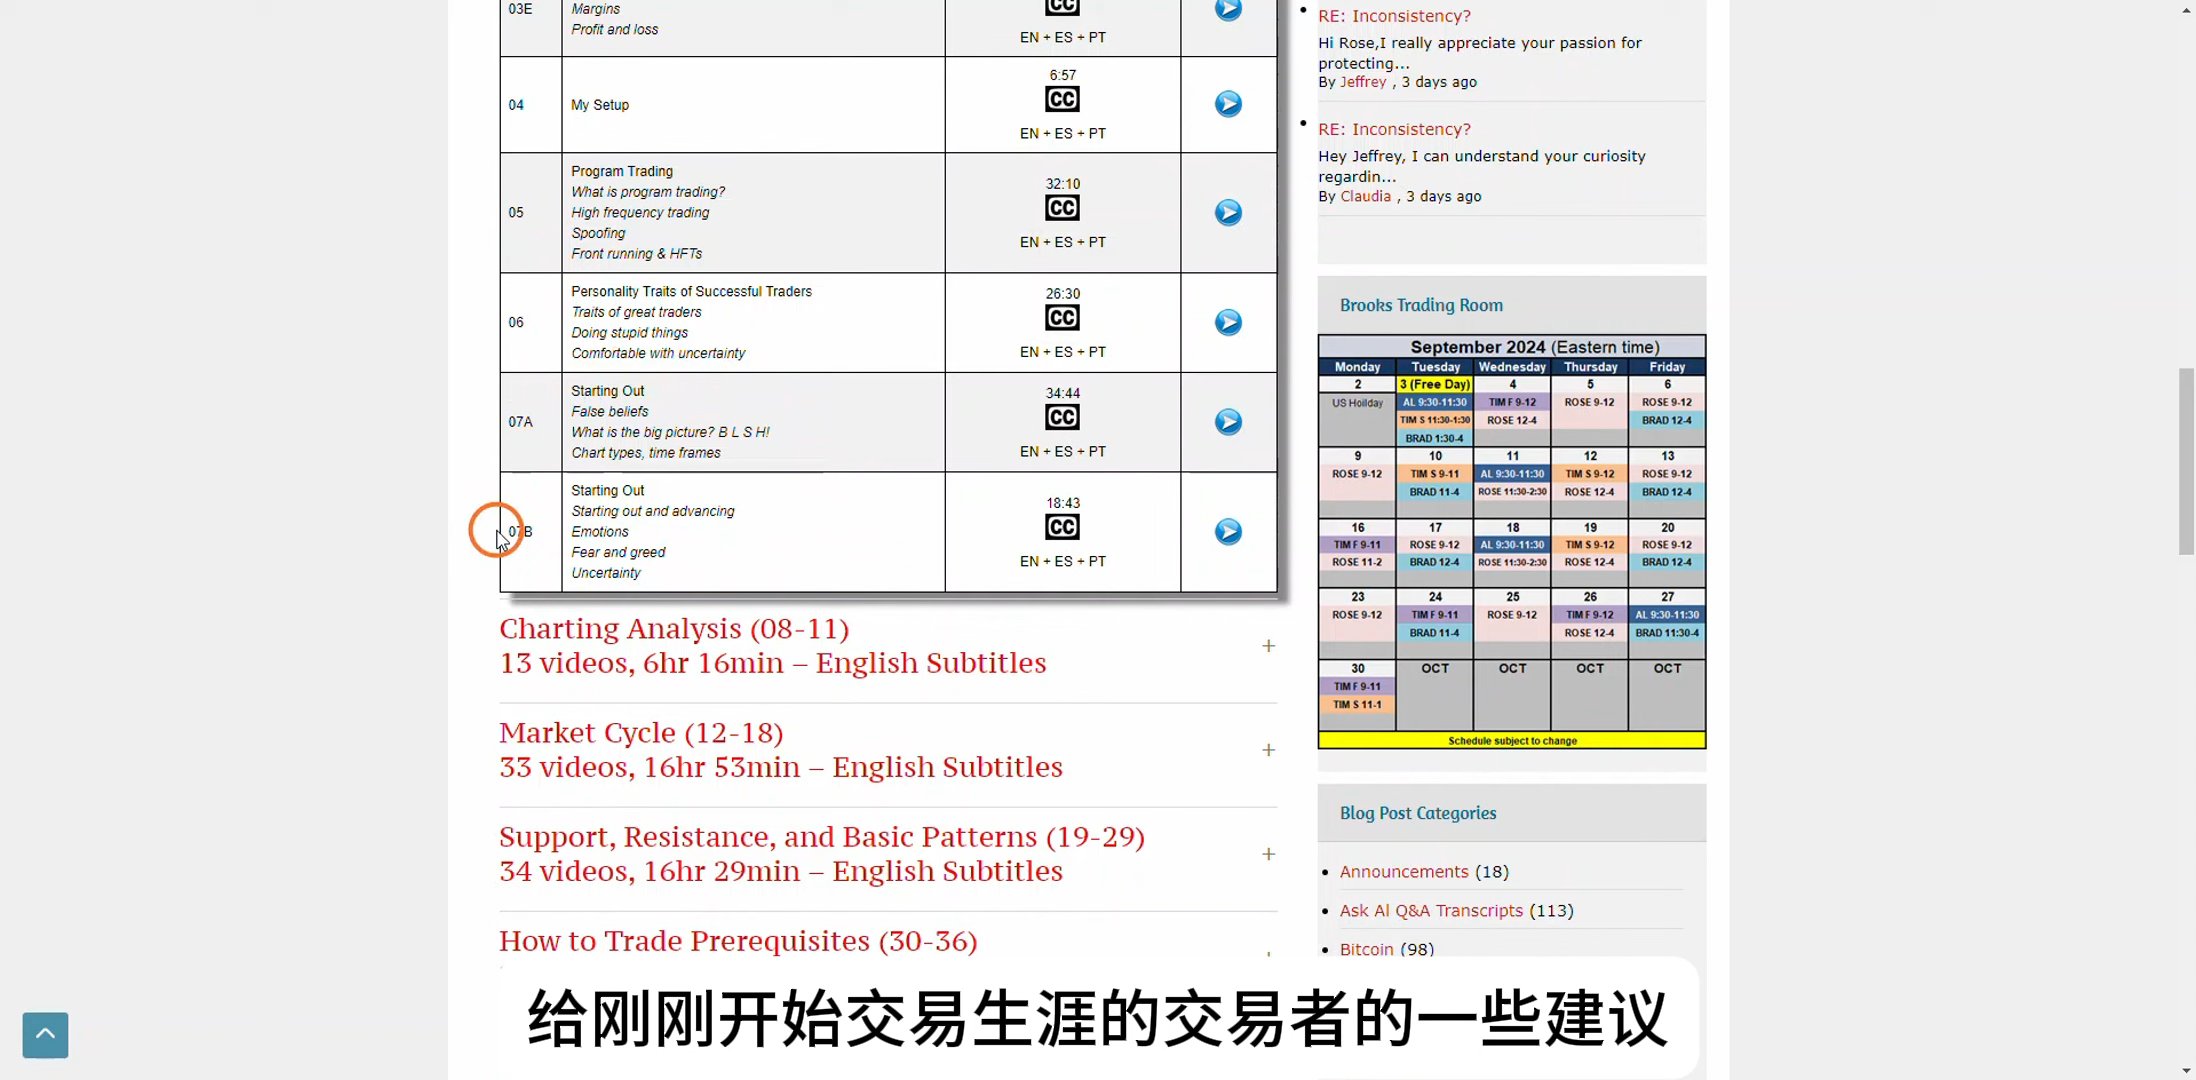 03E
Margins
Profit and loss
CC
EN + ES + PT
04
My Setup
6:57
CC
EN + ES + PT
05
Program Trading
What is program trading?
High frequency trading
Spoofing
Front running & HFTs
32:10
CC
EN + ES + PT
06
Personality Traits of Successful Traders
Traits of great traders
Doing stupid things
Comfortable with uncertainty
26:30
CC
EN + ES + PT
07A
Starting Out
False beliefs
What is the big picture? B L S H!
Chart types, time frames
34:44
CC
EN + ES + PT
07B
Starting Out
Starting out and advancing
Emotions
Fear and greed
Uncertainty
18:43
CC
EN + ES + PT
Charting Analysis (08-11)
13 videos, 6hr 16min – English Subtitles
+
Market Cycle (12-18)
33 videos, 16hr 53min – English Subtitles
+
Support, Resistance, and Basic Patterns (19-29)
34 videos, 16hr 29min – English Subtitles
+
How to Trade Prerequisites (30-36)
RE: Inconsistency?
Hi Rose,I really appreciate your passion for
protecting...
By Jeffrey , 3 days ago
RE: Inconsistency?
Hey Jeffrey, I can understand your curiosity
regardin...
By Claudia , 3 days ago
Brooks Trading Room
September 2024 (Eastern time)
Monday Tuesday Wednesday Thursday Friday
2 3 (Free Day) 4 5 6
US Hoilday AL 9:30-11:30 TIM F 9-12 ROSE 9-12 ROSE 9-12
TIM S 11:30-1:30 ROSE 12-4 BRAD 12-4
BRAD 1:30-4
9 10 11 12 13
ROSE 9-12 TIM S 9-11 AL 9:30-11:30 TIM S 9-12 ROSE 9-12
BRAD 11-4 ROSE 11:30-2:30 ROSE 12-4 BRAD 12-4
16 17 18 19 20
TIM F 9-11 ROSE 9-12 AL 9:30-11:30 TIM S 9-12 ROSE 9-12
ROSE 11-2 BRAD 12-4 ROSE 11:30-2:30 ROSE 12-4 BRAD 12-4
23 24 25 26 27
ROSE 9-12 TIM F 9-11 ROSE 9-12 TIM F 9-12 AL 9:30-11:30
BRAD 11-4 ROSE 12-4 BRAD 11:30-4
30 OCT OCT OCT OCT
TIM F 9-11
TIM S 11-1
Schedule subject to change
Blog Post Categories
Announcements (18)
Ask Al Q&A Transcripts (113)
Bitcoin (98)
给刚刚开始交易生涯的交易者的一些建议